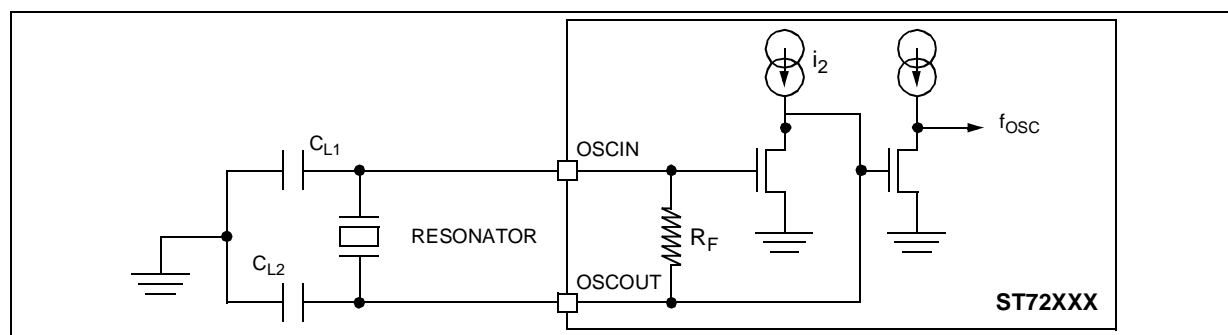 i2
fOSC
CL1
OSCIN
RESONATOR
RF
CL2
OSCOUT
ST72XXX